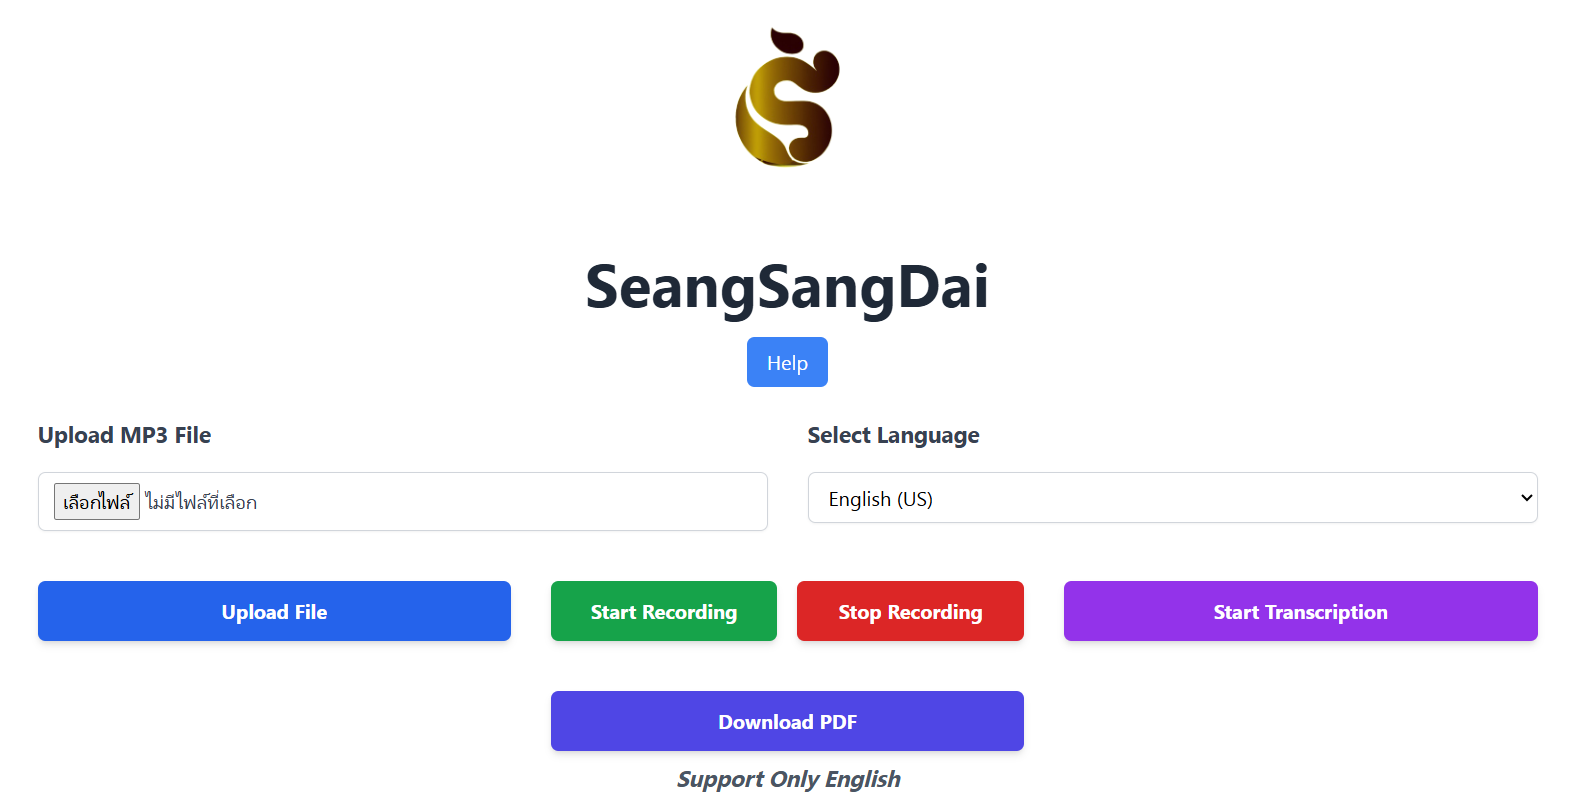 SeangSangDai
Help
Upload MP3 File
Select Language
เลือกไฟล์ ไม่มีไฟล์ที่เลือก
English (US)
Upload File
Start Recording
Stop Recording
Start Transcription
Download PDF
Support Only English